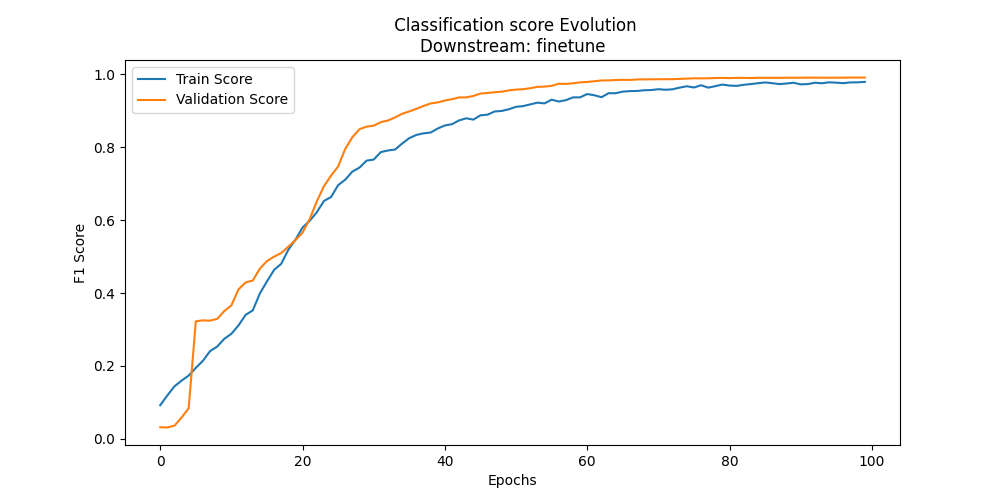 Classification score Evolution
Downstream: finetune
Train Score
Validation Score
1.0
0.8
0.6
0.4
0.2
0.0
F1 Score
0 20 40 60 80 100
Epochs